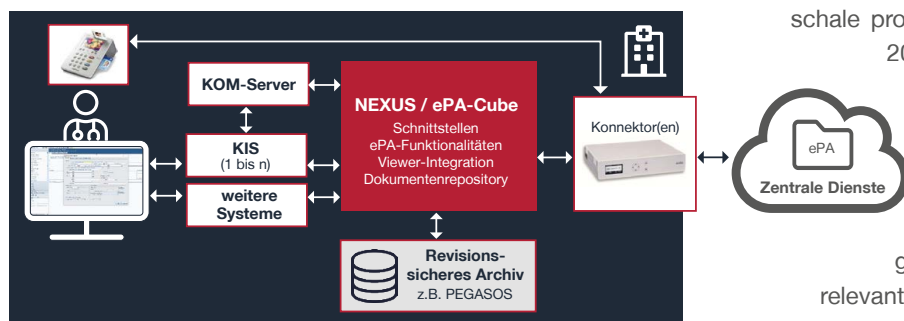 schale pro
20
KOM-Server
KIS
(1 bis n)
weitere
Systeme
NEXUS / ePA-Cube
Schnittstellen
ePA-Funktionalitäten
Viewer-Integration
Dokumentenrepository
Konnektor(en)
ePA
Zentrale Dienste
Revisions-
sicheres Archiv
z.B. PEGASOS
g
relevant